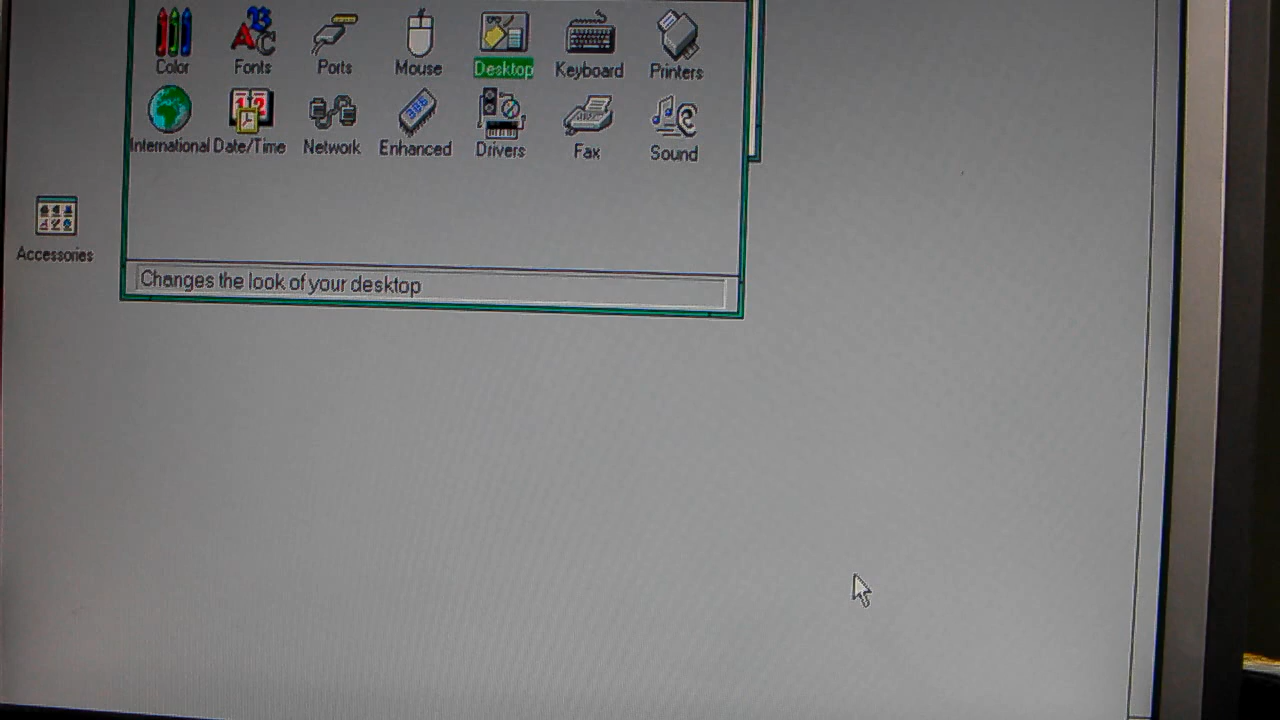 Color Fonts Ports Mouse Desktop Keyboard Printers
International Date/Time Network Enhanced Drivers Fax Sound
Accessories
Changes the look of your desktop